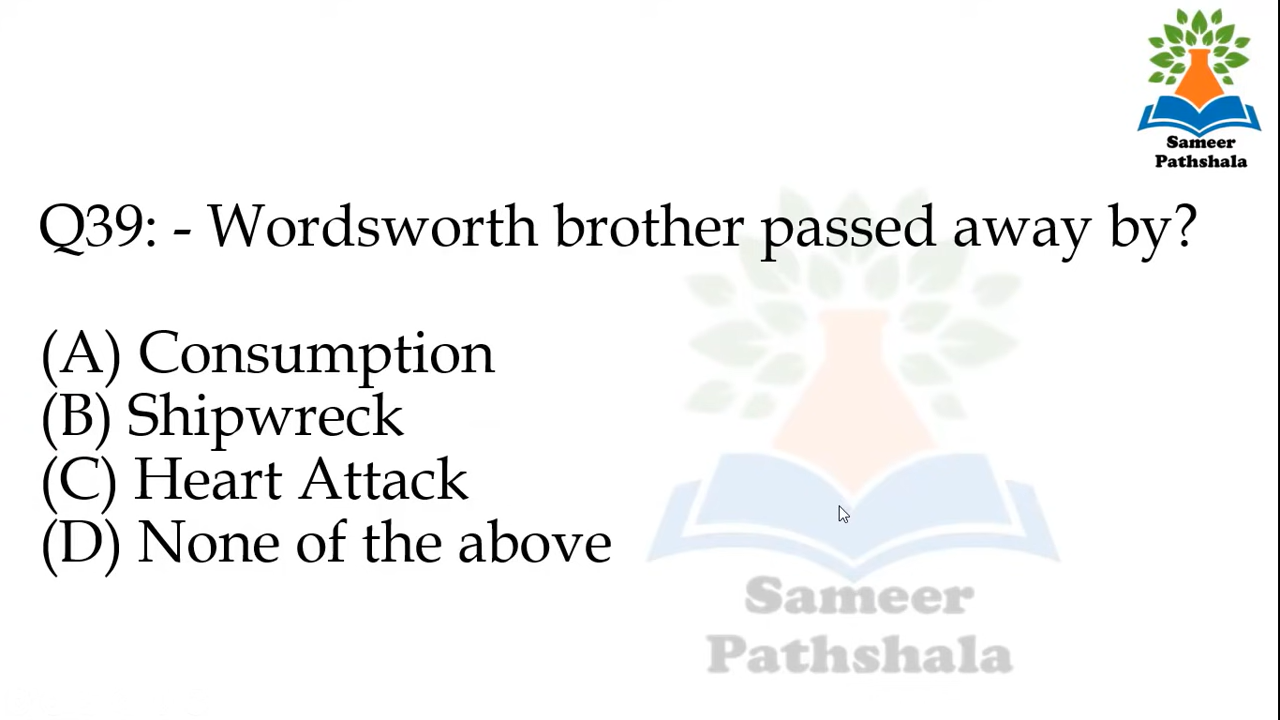 Sameer
Pathshala
Q39: - Wordsworth brother passed away by?
(A) Consumption
(B) Shipwreck
(C) Heart Attack
(D) None of the above
Sameer
Pathshala